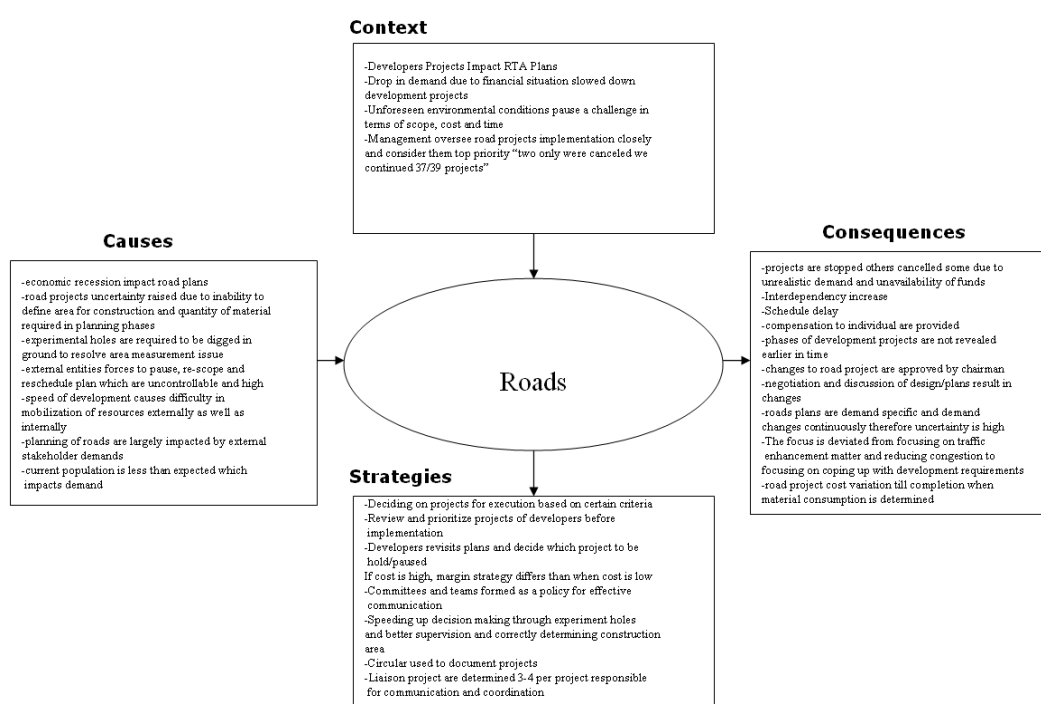 Context
-Developers Projects Impact RTA Plans
-Drop in demand due to financial situation slowed down
development projects
-Unforeseen environmental conditions pause a challenge in
terms of scope, cost and time
-Management oversee road projects implementation closely
and consider them top priority “two only were canceled we
continued 37/39 projects”
Causes
-economic recession impact road plans
-road projects uncertainty raised due to inability to
define area for construction and quantity of material
required in planning phases
-experimental holes are required to be digged in
ground to resolve area measurement issue
-external entities forces to pause, re-scope and
reschedule plan which are uncontrollable and high
-speed of development causes difficulty in
mobilization of resources externally as well as
internally
-planning of roads are largely impacted by external
stakeholder demands
-current population is less than expected which
impacts demand
Roads
Consequences
-projects are stopped others cancelled some due to
unrealistic demand and unavailability of funds
-Interdependency increase
-Schedule delay
-compensation to individual are provided
-phases of development projects are not revealed
earlier in time
-changes to road project are approved by chairman
-negotiation and discussion of design/plans result in
changes
-roads plans are demand specific and demand
changes continuously therefore uncertainty is high
-The focus is deviated from focusing on traffic
enhancement matter and reducing congestion to
focusing on coping up with development requirements
-road project cost variation till completion when
material consumption is determined
Strategies
-Deciding on projects for execution based on certain criteria
-Review and prioritize projects of developers before
implementation
-Developers revisits plans and decide which project to be
hold/paused
If cost is high, margin strategy differs than when cost is low
-Committees and teams formed as a policy for effective
communication
-Speeding up decision making through experiment holes
and better supervision and correctly determining construction
area
-Circular used to document projects
-Liaison project are determined 3-4 per project responsible
for communication and coordination